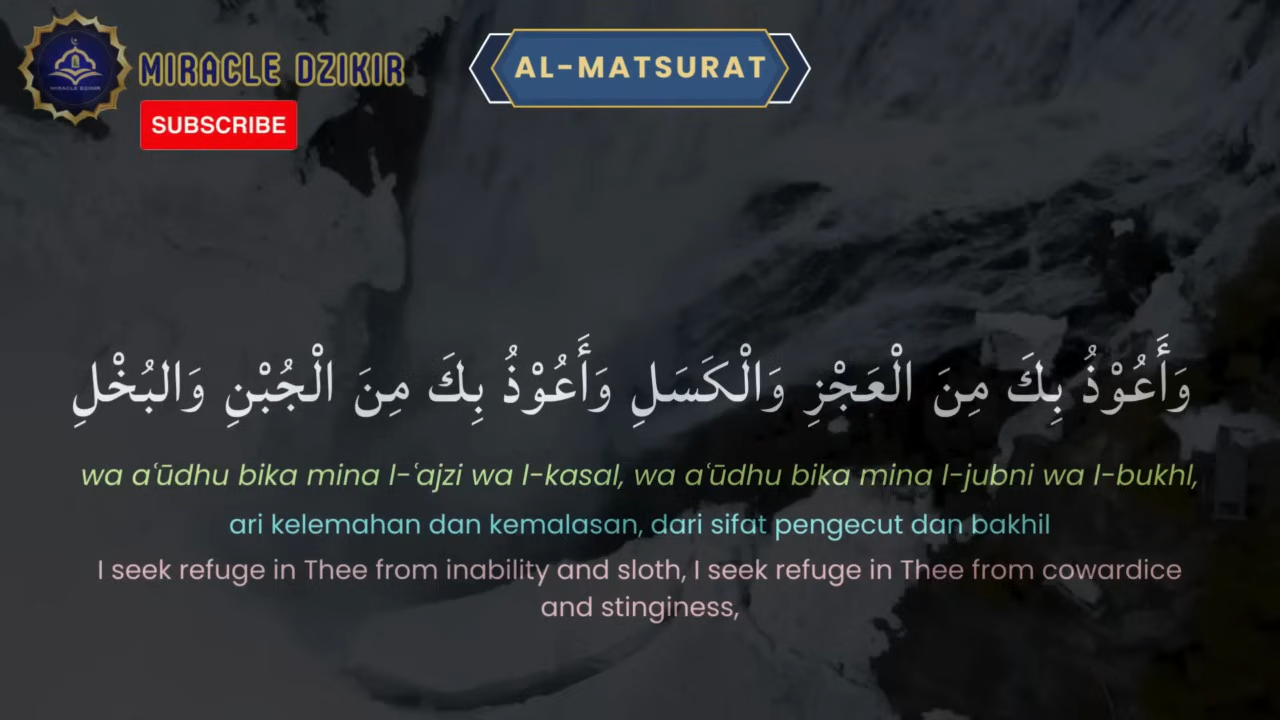 MIRACLE DZIKIR
SUBSCRIBE
AL-MATSURAT
وَأَعُوْذُ بِكَ مِنَ الْعَجْزِ وَالْكَسَلِ وَأَعُوْذُ بِكَ مِنَ الْجُبْنِ وَالبُخْلِ
wa aʿūdhu bika mina l-ʿajzi wa l-kasal, wa aʿūdhu bika mina l-jubni wa l-bukhl,
ari kelemahan dan kemalasan, dari sifat pengecut dan bakhil
I seek refuge in Thee from inability and sloth, I seek refuge in Thee from cowardice
and stinginess,